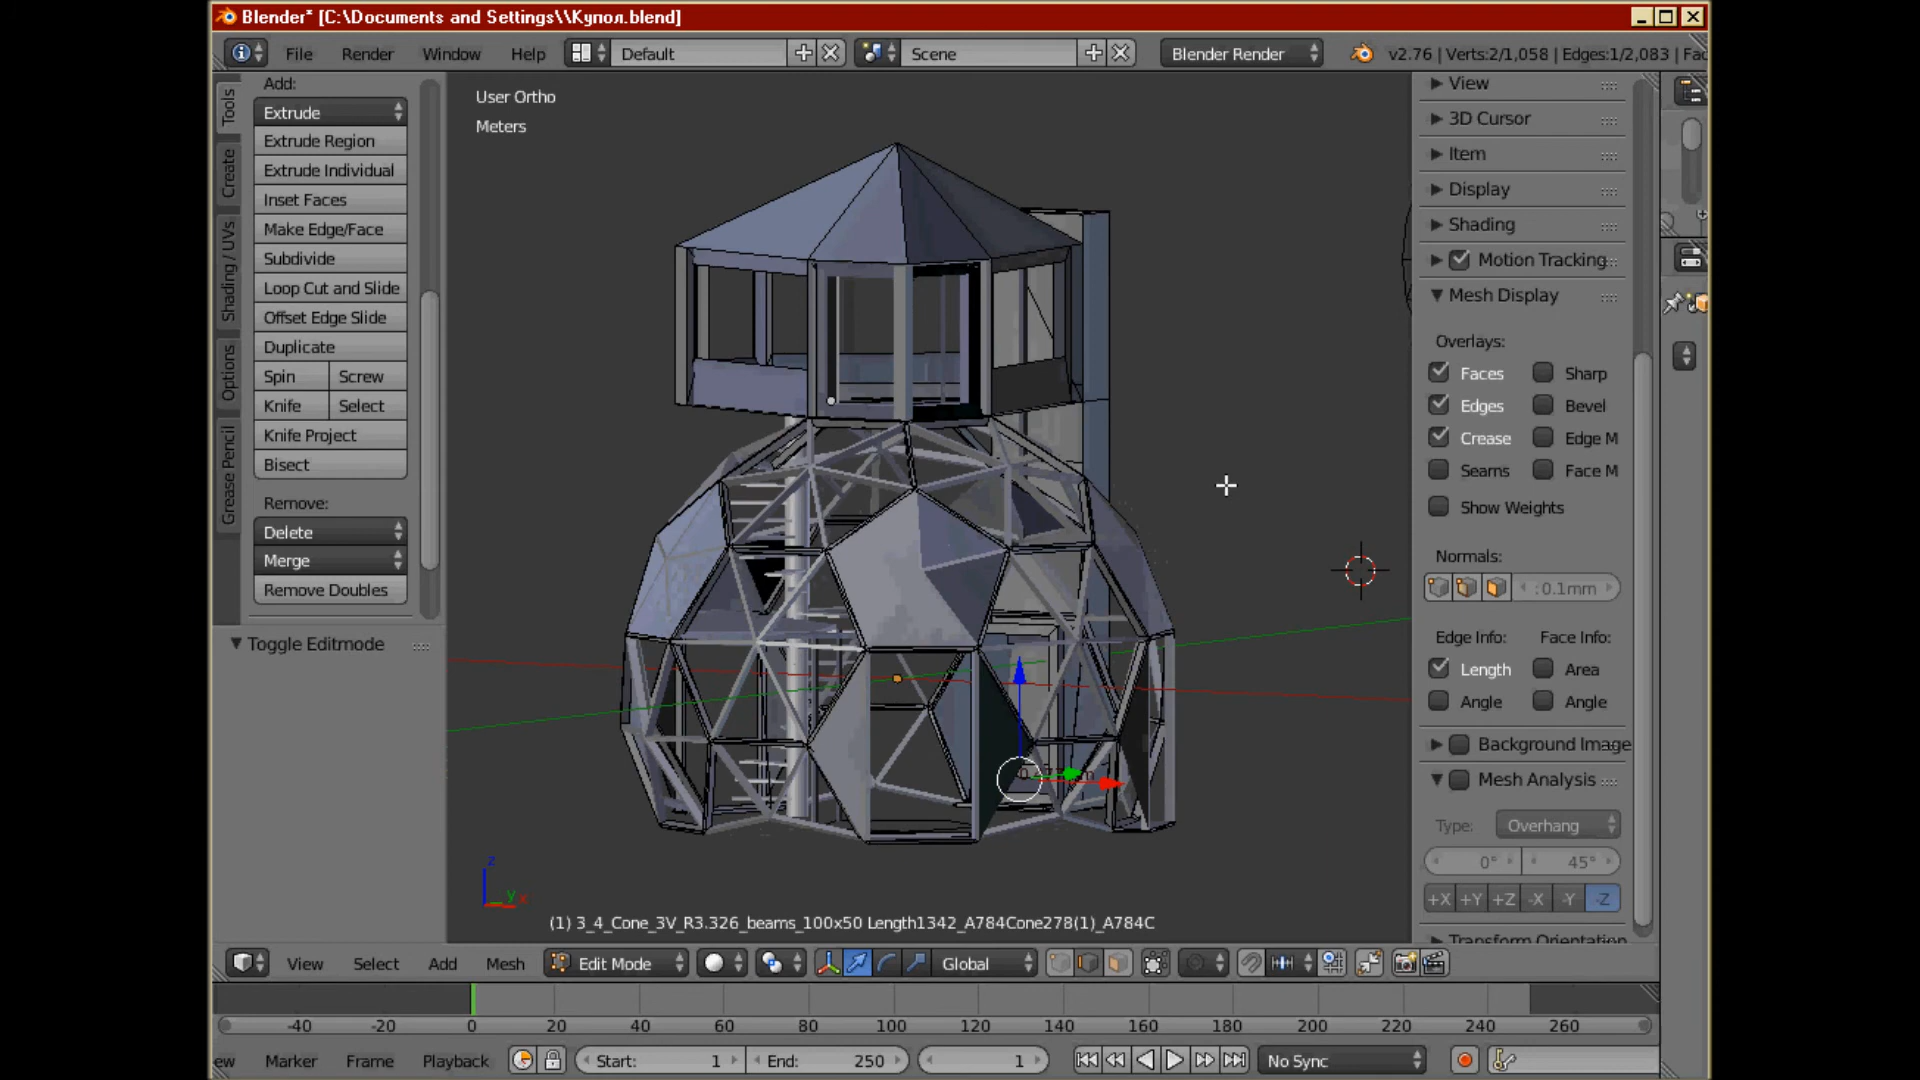 Blender* [C:\Documents and Settings\\Купол.blend]
File Render Window Help Default Scene Blender Render v2.76 | Verts:2/1,058 | Edges:1/2,083 | Fac
Tools
Create
Shading / UVs
Options
Grease Pencil
Add:
Extrude
Extrude Region
Extrude Individual
Inset Faces
Make Edge/Face
Subdivide
Loop Cut and Slide
Offset Edge Slide
Duplicate
Spin Screw
Knife Select
Knife Project
Bisect
Remove:
Delete
Merge
Remove Doubles
Toggle Editmode
User Ortho
Meters
z
y x
(1) 3_4_Cone_3V_R3.326_beams_100x50 Length1342_A784Cone278(1)_A784C
View
3D Cursor
Item
Display
Shading
Motion Tracking
Mesh Display
Overlays:
Faces Sharp
Edges Bevel
Crease Edge M
Seams Face M
Show Weights
Normals:
:0.1mm
Edge Info: Face Info:
Length Area
Angle Angle
Background Image
Mesh Analysis
Type: Overhang
0° 45°
+X +Y +Z -X -Y -Z
Transform Orientation
View Select Add Mesh Edit Mode Global
-40 -20 0 20 40 60 80 100 120 140 160 180 200 220 240 260
ew Marker Frame Playback Start: 1 End: 250 1 No Sync